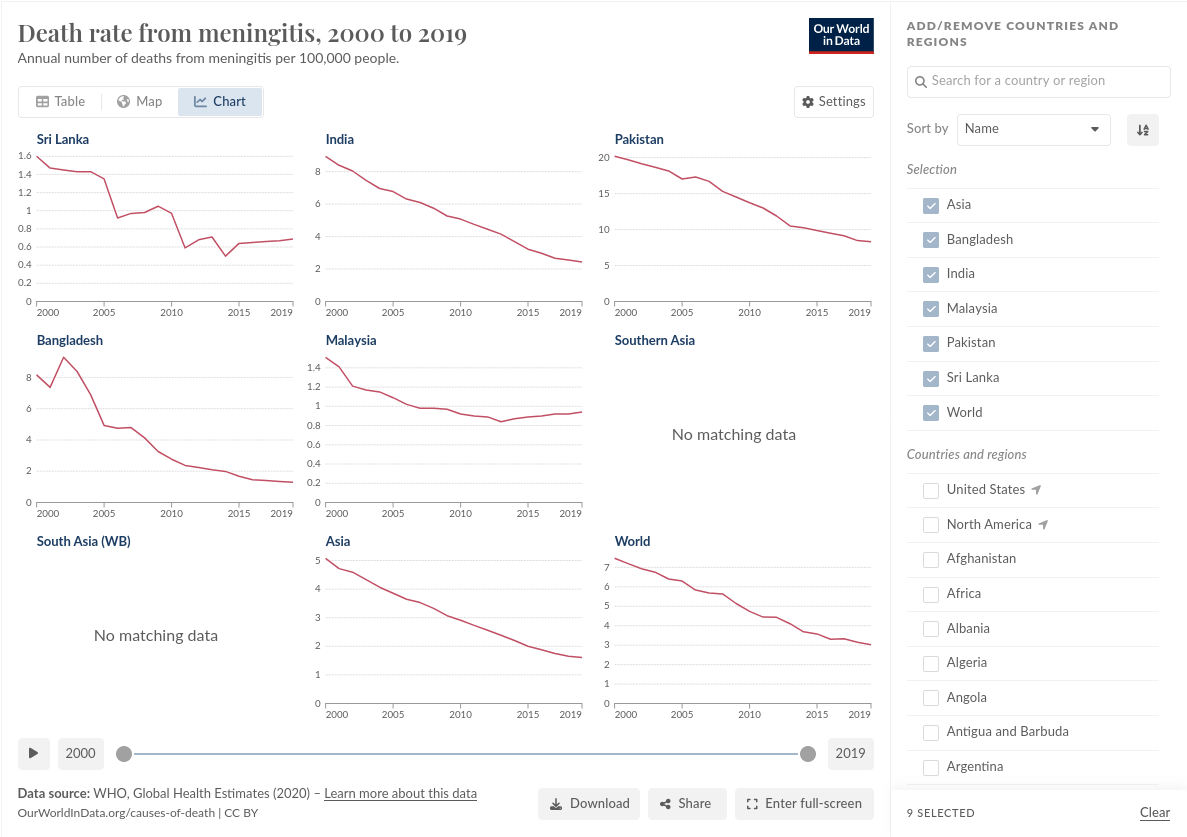 Death rate from meningitis, 2000 to 2019
Annual number of deaths from meningitis per 100,000 people.
Our World
in Data
Table
Map
Chart
Settings
Sri Lanka
1.6
1.4
1.2
1
0.8
0.6
0.4
0.2
0
2000
2005
2010
2015
2019
India
8
6
4
2
0
2000
2005
2010
2015
2019
Pakistan
20
15
10
5
0
2000
2005
2010
2015
2019
Bangladesh
8
6
4
2
0
2000
2005
2010
2015
2019
Malaysia
1.4
1.2
1
0.8
0.6
0.4
0.2
0
2000
2005
2010
2015
2019
Southern Asia
No matching data
South Asia (WB)
No matching data
Asia
5
4
3
2
1
0
2000
2005
2010
2015
2019
World
7
6
5
4
3
2
1
0
2000
2005
2010
2015
2019
2000
2019
Data source: WHO, Global Health Estimates (2020) – Learn more about this data
OurWorldInData.org/causes-of-death | CC BY
Download
Share
Enter full-screen
ADD/REMOVE COUNTRIES AND
REGIONS
Search for a country or region
Sort by
Name
Selection
Asia
Bangladesh
India
Malaysia
Pakistan
Sri Lanka
World
Countries and regions
United States
North America
Afghanistan
Africa
Albania
Algeria
Angola
Antigua and Barbuda
Argentina
9 SELECTED
Clear